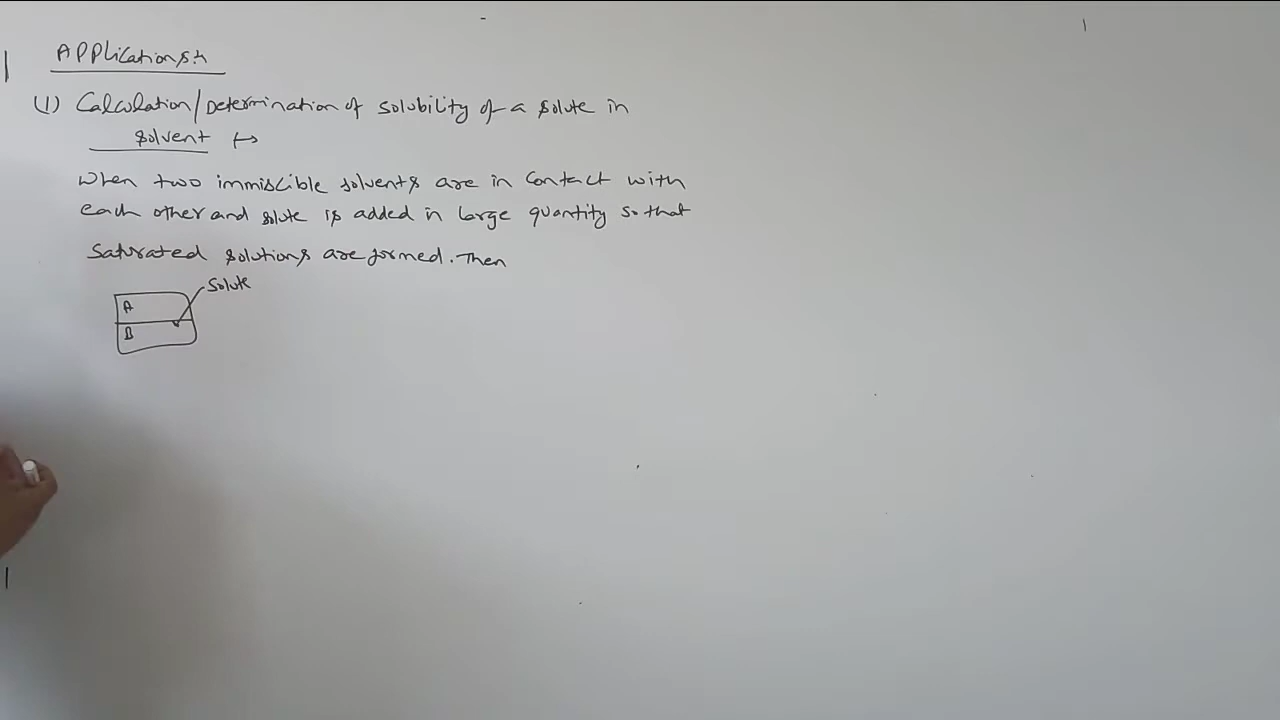 Applications:
(1) Calculation/Determination of solubility of a solute in
solvent ↦
When two immiscible solvents are in contact with
each other and solute is added in large quantity so that
saturated solutions are formed. Then
Solute
A
B